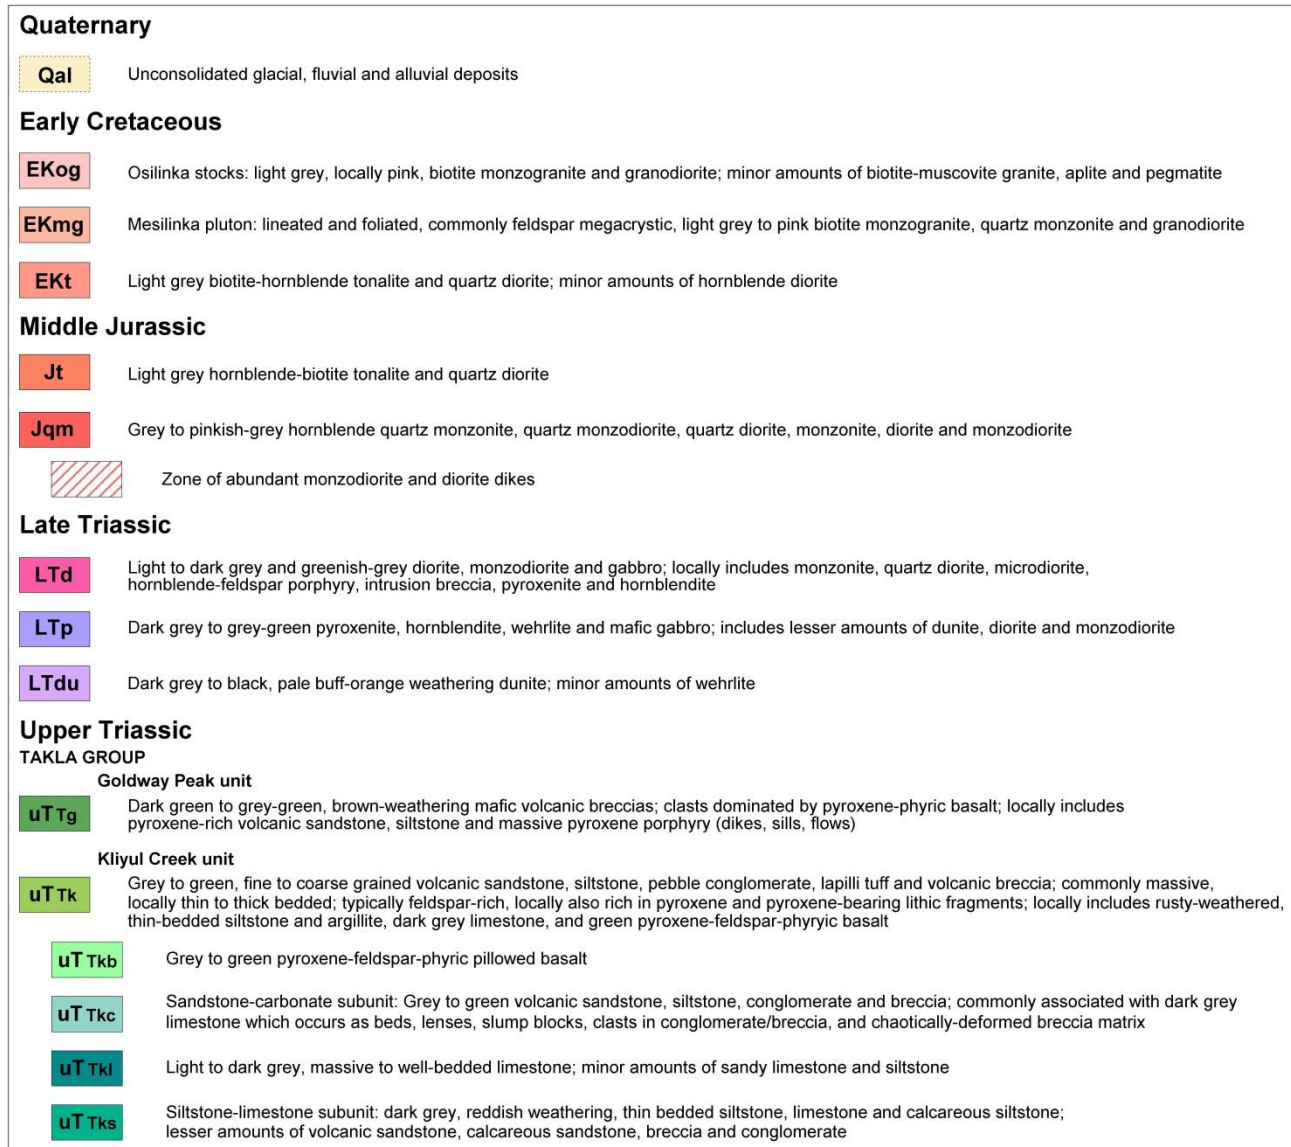 Quaternary
Qal Unconsolidated glacial, fluvial and alluvial deposits
Early Cretaceous
EKog Osilinka stocks: light grey, locally pink, biotite monzogranite and granodiorite; minor amounts of biotite-muscovite granite, aplite and pegmatite
EKmg Mesilinka pluton: lineated and foliated, commonly feldspar megacrystic, light grey to pink biotite monzogranite, quartz monzonite and granodiorite
EKt Light grey biotite-hornblende tonalite and quartz diorite; minor amounts of hornblende diorite
Middle Jurassic
Jt Light grey hornblende-biotite tonalite and quartz diorite
Jqm Grey to pinkish-grey hornblende quartz monzonite, quartz monzodiorite, quartz diorite, monzonite, diorite and monzodiorite
Zone of abundant monzodiorite and diorite dikes
Late Triassic
LTd Light to dark grey and greenish-grey diorite, monzodiorite and gabbro; locally includes monzonite, quartz diorite, microdiorite,
hornblende-feldspar porphyry, intrusion breccia, pyroxenite and hornblendite
LTp Dark grey to grey-green pyroxenite, hornblendite, wehrlite and mafic gabbro; includes lesser amounts of dunite, diorite and monzodiorite
LTdu Dark grey to black, pale buff-orange weathering dunite; minor amounts of wehrlite
Upper Triassic
TAKLA GROUP
Goldway Peak unit
uTTg Dark green to grey-green, brown-weathering mafic volcanic breccias; clasts dominated by pyroxene-phyric basalt; locally includes
pyroxene-rich volcanic sandstone, siltstone and massive pyroxene porphyry (dikes, sills, flows)
Kliyul Creek unit
uTTk Grey to green, fine to coarse grained volcanic sandstone, siltstone, pebble conglomerate, lapilli tuff and volcanic breccia; commonly massive,
locally thin to thick bedded; typically feldspar-rich, locally also rich in pyroxene and pyroxene-bearing lithic fragments; locally includes rusty-weathered,
thin-bedded siltstone and argillite, dark grey limestone, and green pyroxene-feldspar-phyryic basalt
uTTkb Grey to green pyroxene-feldspar-phyric pillowed basalt
uTTkc Sandstone-carbonate subunit: Grey to green volcanic sandstone, siltstone, conglomerate and breccia; commonly associated with dark grey
limestone which occurs as beds, lenses, slump blocks, clasts in conglomerate/breccia, and chaotically-deformed breccia matrix
uTTkl Light to dark grey, massive to well-bedded limestone; minor amounts of sandy limestone and siltstone
uTTks Siltstone-limestone subunit: dark grey, reddish weathering, thin bedded siltstone, limestone and calcareous siltstone;
lesser amounts of volcanic sandstone, calcareous sandstone, breccia and conglomerate